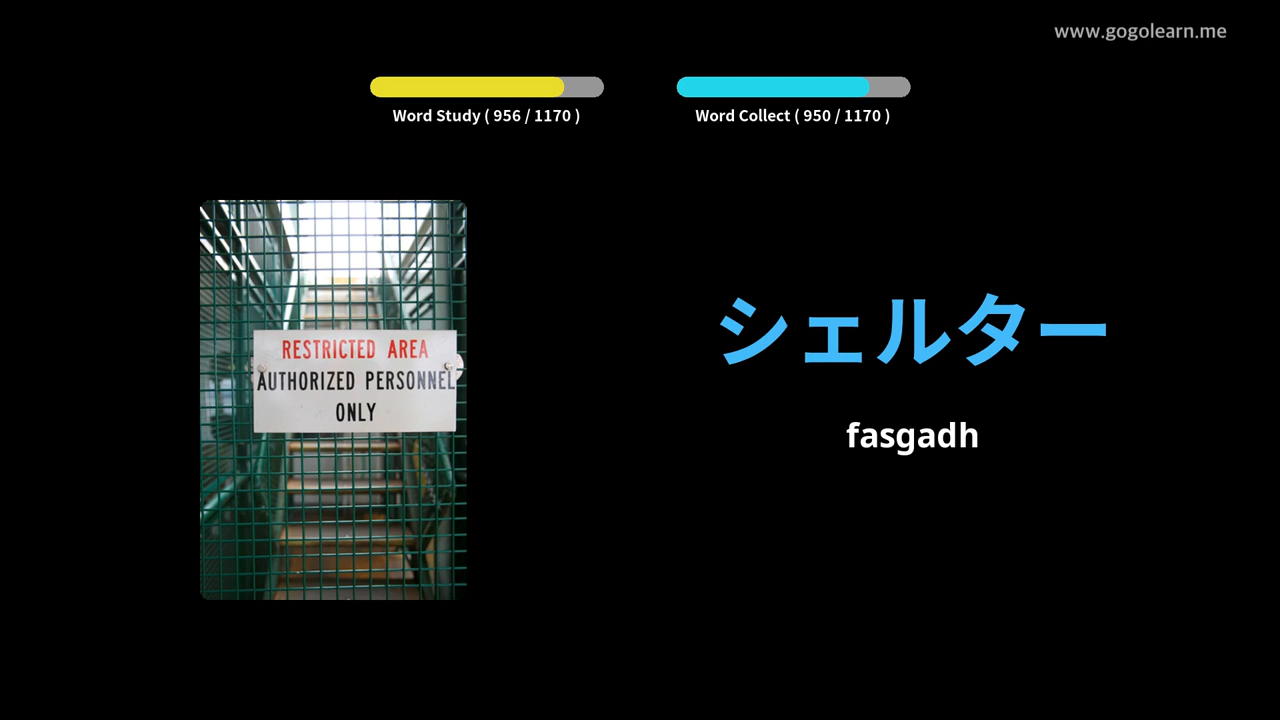 www.gogolearn.me
Word Study ( 956 / 1170 )
Word Collect ( 950 / 1170 )
RESTRICTED AREA
AUTHORIZED PERSONNEL
ONLY
シェルター
fasgadh